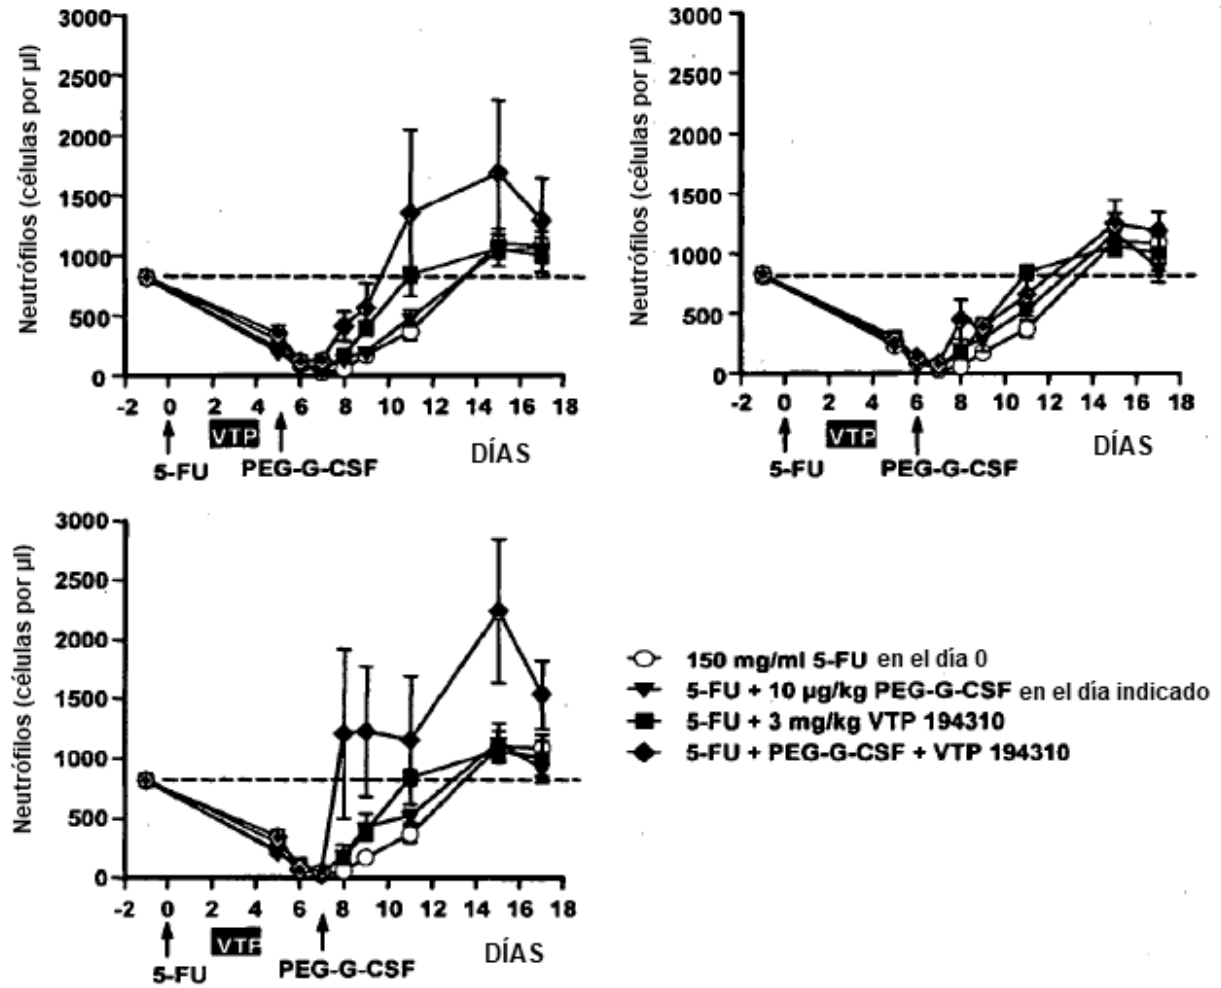 Neutrófilos (células por µl)
3000
2500
2000
1500
1000
500
0
-2 0 2 4 6 8 10 12 14 16 18
VTP
5-FU
PEG-G-CSF
DÍAS
Neutrófilos (células por µl)
3000
2500
2000
1500
1000
500
0
-2 0 2 4 6 8 10 12 14 16 18
VTP
5-FU
PEG-G-CSF
DÍAS
Neutrófilos (células por µl)
3000
2500
2000
1500
1000
500
0
-2 0 2 4 6 8 10 12 14 16 18
VTP
5-FU
PEG-G-CSF
DÍAS
150 mg/ml 5-FU en el día 0
5-FU + 10 µg/kg PEG-G-CSF en el día indicado
5-FU + 3 mg/kg VTP 194310
5-FU + PEG-G-CSF + VTP 194310